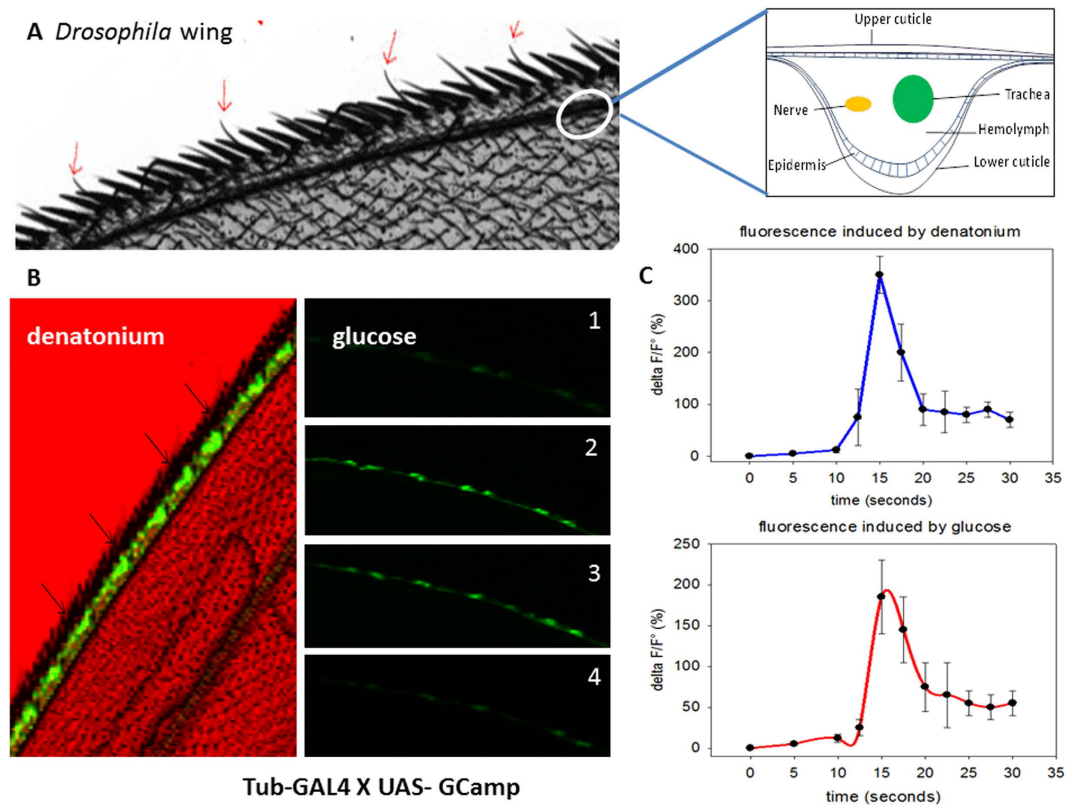 A Drosophila wing
Upper cuticle
Nerve
Trachea
Hemolymph
Epidermis
Lower cuticle
B
denatonium
glucose
1
2
3
4
Tub-GAL4 X UAS- GCamp
C
fluorescence induced by denatonium
delta F/F° (%)
400
300
200
100
0
0 5 10 15 20 25 30 35
time (seconds)
fluorescence induced by glucose
delta F/F° (%)
250
200
150
100
50
0
0 5 10 15 20 25 30 35
time (seconds)